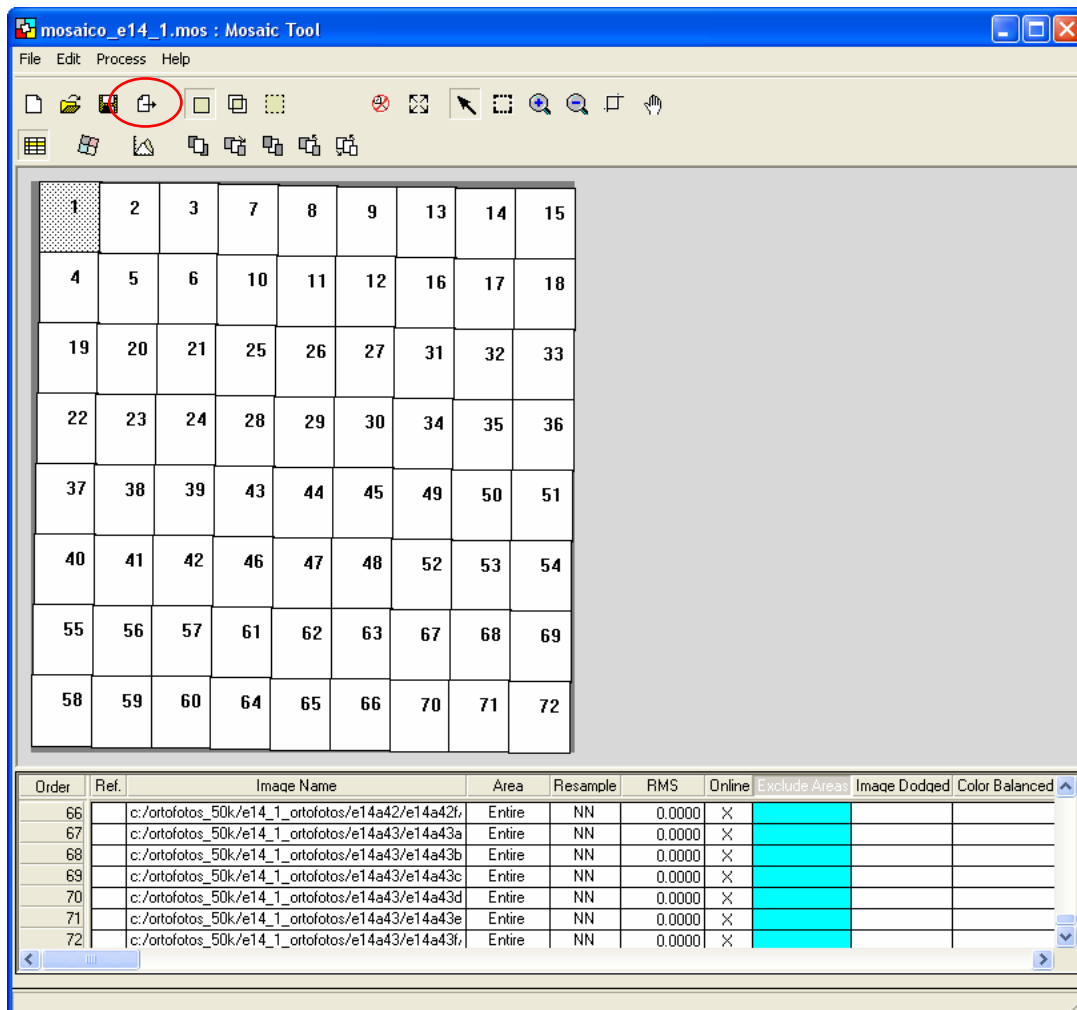 mosaico_e14_1.mos : Mosaic Tool
File Edit Process Help
1 2 3 7 8 9 13 14 15
4 5 6 10 11 12 16 17 18
19 20 21 25 26 27 31 32 33
22 23 24 28 29 30 34 35 36
37 38 39 43 44 45 49 50 51
40 41 42 46 47 48 52 53 54
55 56 57 61 62 63 67 68 69
58 59 60 64 65 66 70 71 72
Order Ref. Image Name Area Resample RMS Online Exclude Areas Image Dodged Color Balanced
66 c:/ortofotos_50k/e14_1_ortofotos/e14a42/e14a42f. Entire NN 0.0000 X
67 c:/ortofotos_50k/e14_1_ortofotos/e14a43/e14a43a Entire NN 0.0000 X
68 c:/ortofotos_50k/e14_1_ortofotos/e14a43/e14a43b Entire NN 0.0000 X
69 c:/ortofotos_50k/e14_1_ortofotos/e14a43/e14a43c Entire NN 0.0000 X
70 c:/ortofotos_50k/e14_1_ortofotos/e14a43/e14a43d Entire NN 0.0000 X
71 c:/ortofotos_50k/e14_1_ortofotos/e14a43/e14a43e Entire NN 0.0000 X
72 c:/ortofotos_50k/e14_1_ortofotos/e14a43/e14a43f. Entire NN 0.0000 X